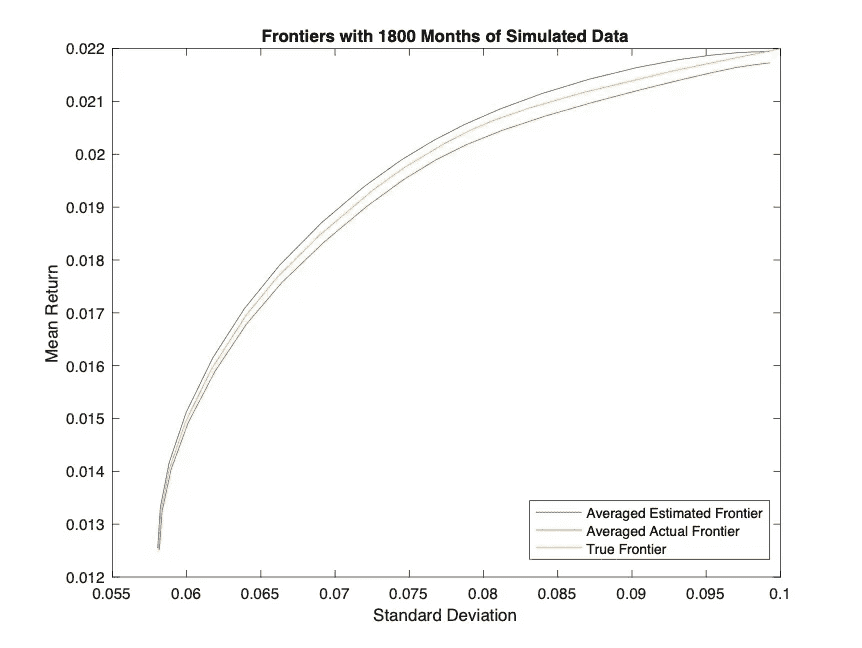 Frontiers with 1800 Months of Simulated Data
0.022
0.021
0.02
0.019
0.018
0.017
0.016
0.015
0.014
0.013
0.012
Mean Return
Averaged Estimated Frontier
Averaged Actual Frontier
True Frontier
0.055 0.06 0.065 0.07 0.075 0.08 0.085 0.09 0.095 0.1
Standard Deviation